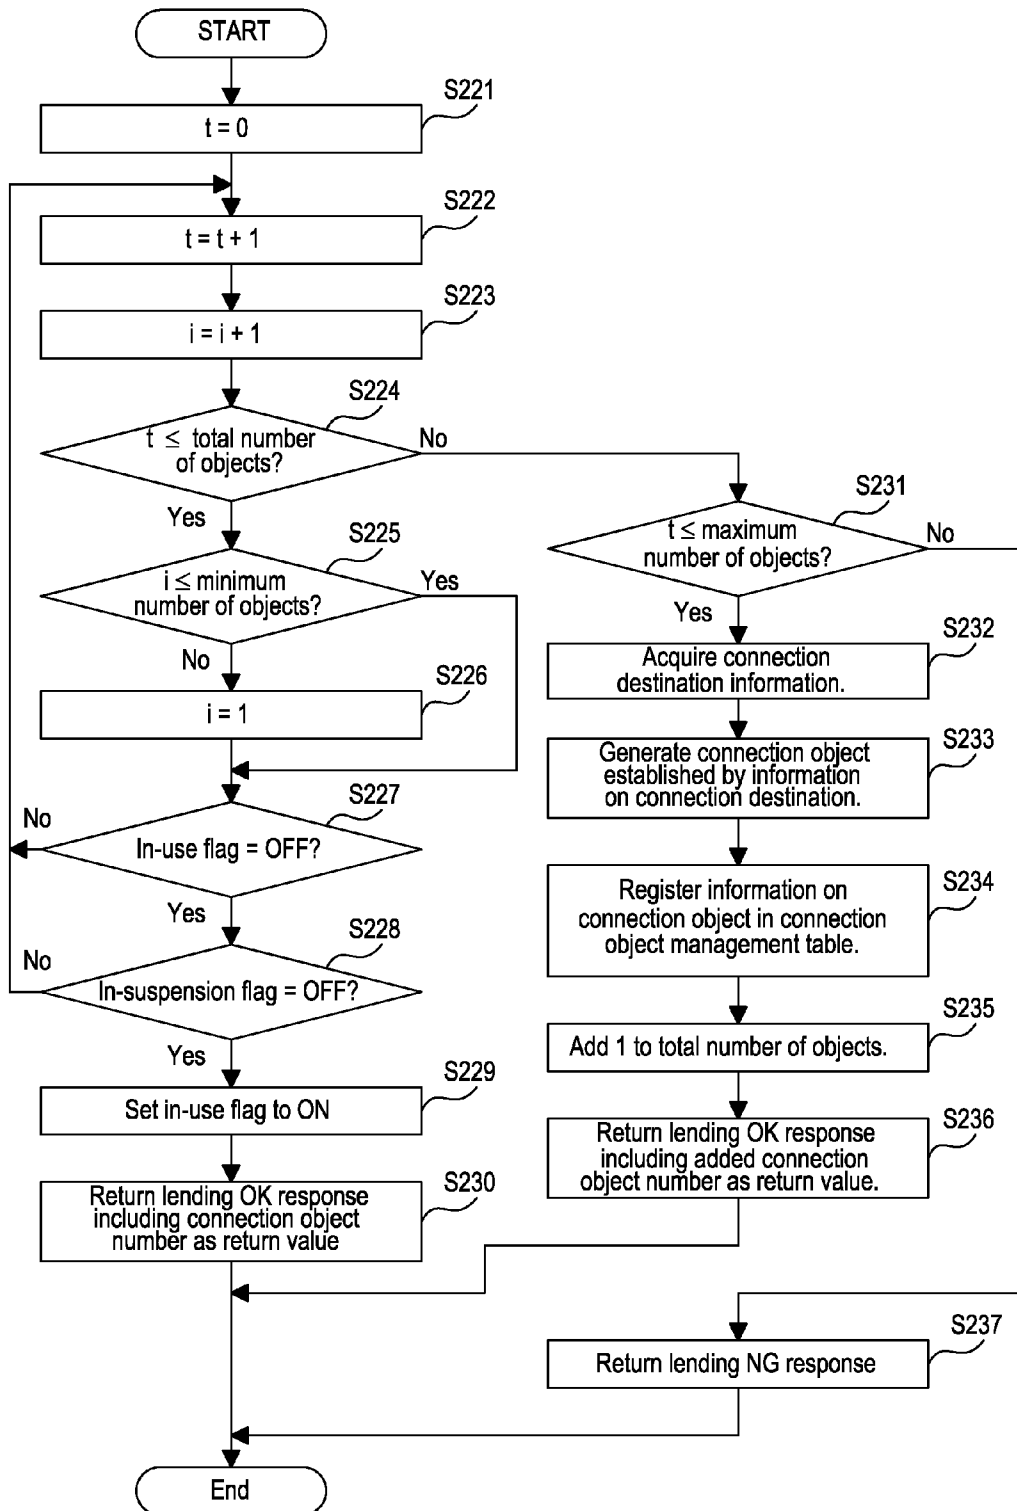 START
S221
t = 0
S222
t = t + 1
S223
i = i + 1
S224
t ≤ total number
of objects?
No
Yes
S225
i ≤ minimum
number of objects?
Yes
No
S226
i = 1
S227
No
In-use flag = OFF?
Yes
S228
No
In-suspension flag = OFF?
Yes
S229
Set in-use flag to ON
S230
Return lending OK response
including connection object
number as return value
S231
t ≤ maximum
number of objects?
No
Yes
S232
Acquire connection
destination information.
S233
Generate connection object
established by information
on connection destination.
S234
Register information on
connection object in connection
object management table.
S235
Add 1 to total number of objects.
S236
Return lending OK response
including added connection
object number as return value.
S237
Return lending NG response
End